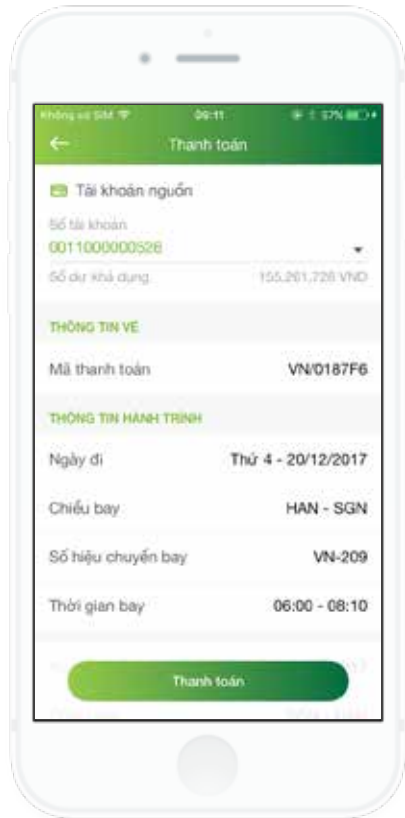 Không có SIM 09:41 57%
Thanh toán
Tài khoản nguồn
Số tài khoản
0011000000526
Số dư khả dụng 155,261,726 VND
THÔNG TIN VÉ
Mã thanh toán VN/0187F6
THÔNG TIN HÀNH TRÌNH
Ngày đi Thứ 4 - 20/12/2017
Chiều bay HAN - SGN
Số hiệu chuyến bay VN-209
Thời gian bay 06:00 - 08:10
Thanh toán